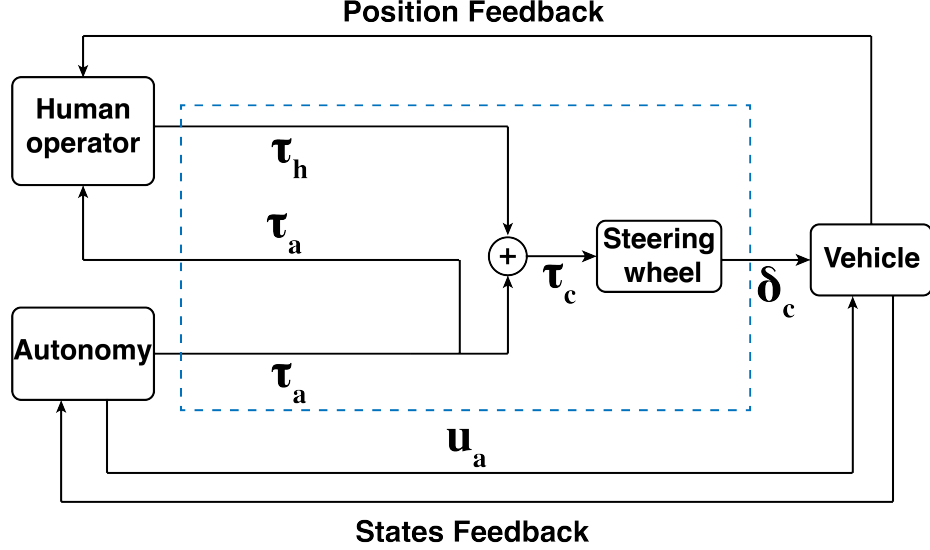 Position Feedback
Human
operator
τh
τa
Steering
wheel
+
τc
Vehicle
δc
Autonomy
τa
ua
States Feedback